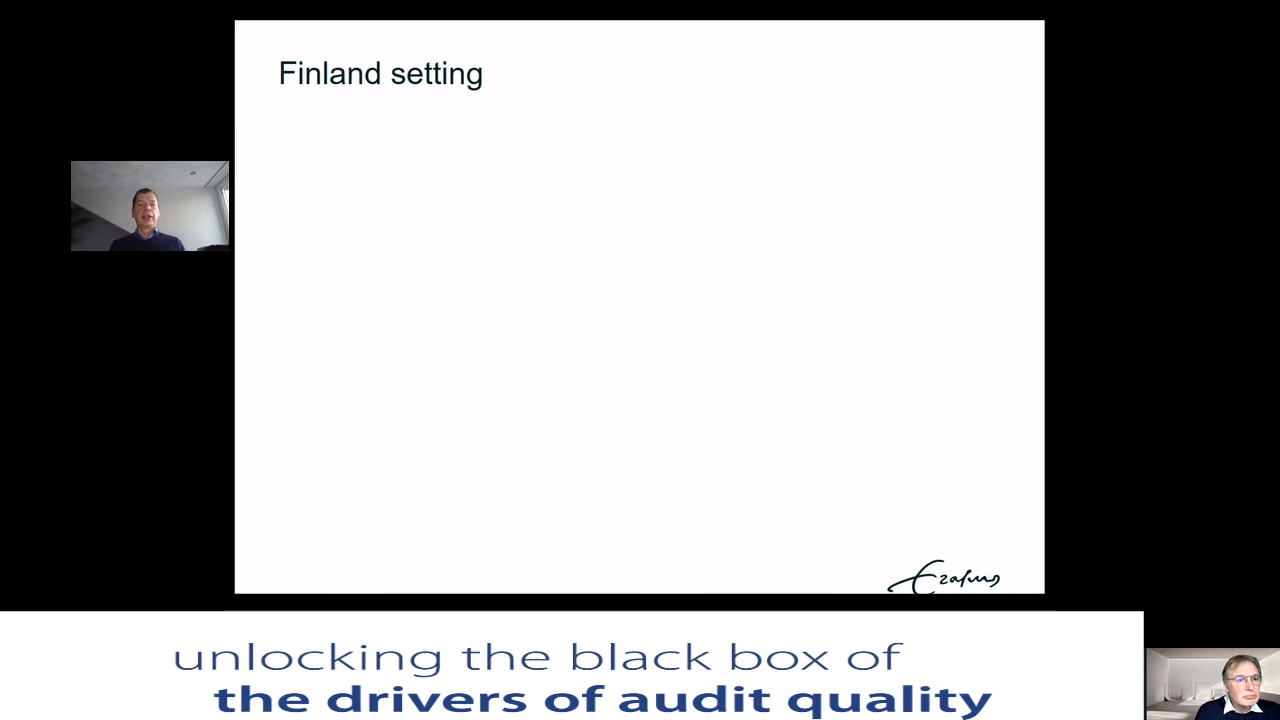 Finland setting
Erasmus
unlocking the black box of
the drivers of audit quality